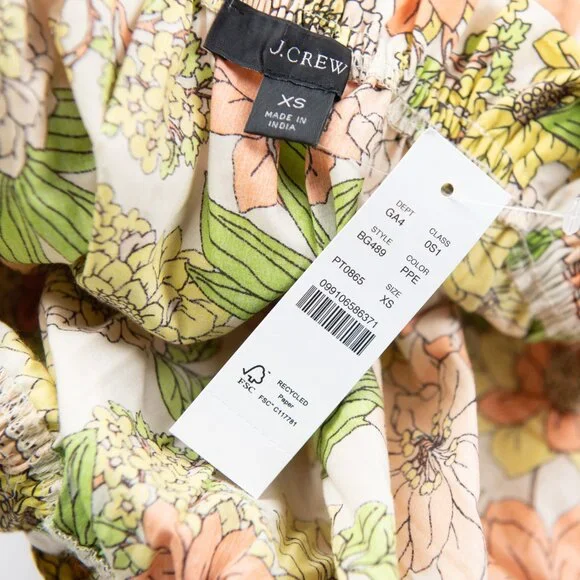 J.CREW
XS
MADE IN
INDIA
DEPT CLASS
GA4 0S1
STYLE COLOR
BG489 PPE
PT0865 SIZE
XS
099106586371
FSC
RECYCLED
Paper
FSC® C117781